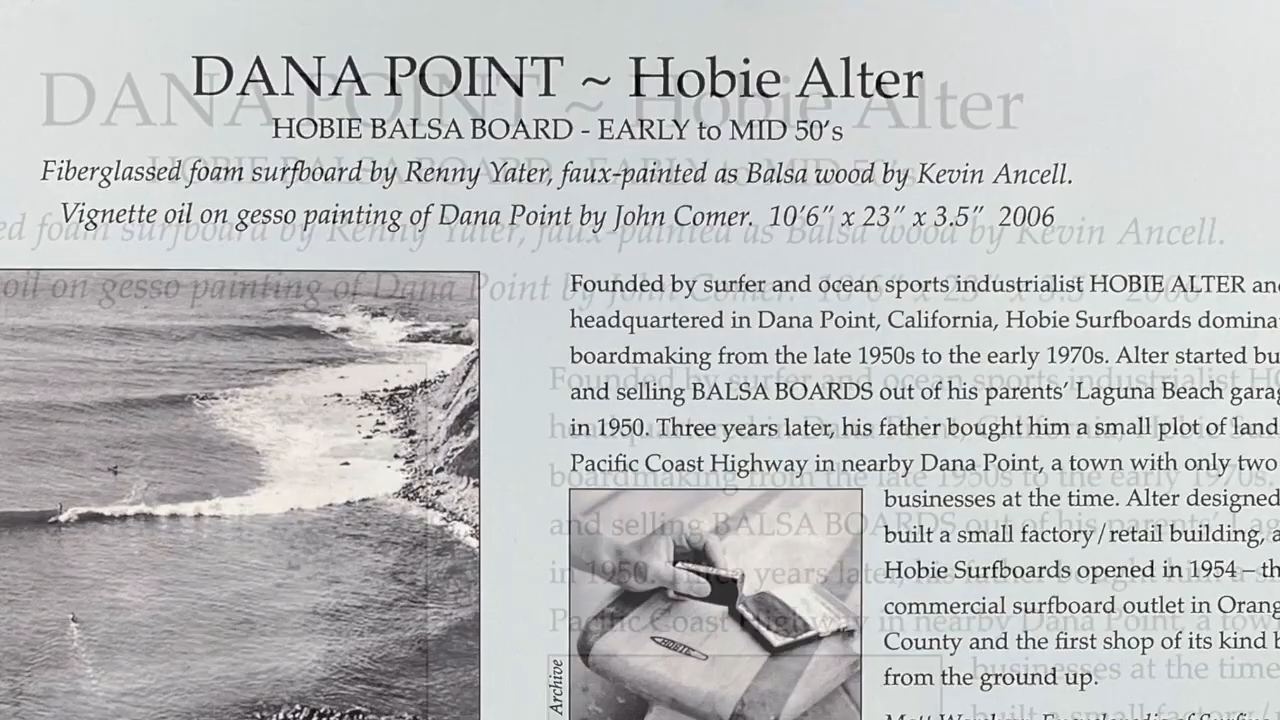 DANA POINT ~ Hobie Alter
HOBIE BALSA BOARD - EARLY to MID 50's
Fiberglassed foam surfboard by Renny Yater, faux-painted as Balsa wood by Kevin Ancell.
Vignette oil on gesso painting of Dana Point by John Comer. 10'6" x 23" x 3.5" 2006
Founded by surfer and ocean sports industrialist HOBIE ALTER and
headquartered in Dana Point, California, Hobie Surfboards domina
boardmaking from the late 1950s to the early 1970s. Alter started bu
and selling BALSA BOARDS out of his parents' Laguna Beach garag
in 1950. Three years later, his father bought him a small plot of land
Pacific Coast Highway in nearby Dana Point, a town with only two
businesses at the time. Alter designed
built a small factory/retail building, a
Hobie Surfboards opened in 1954 – th
commercial surfboard outlet in Orang
County and the first shop of its kind b
from the ground up.
HOBIE
Archive